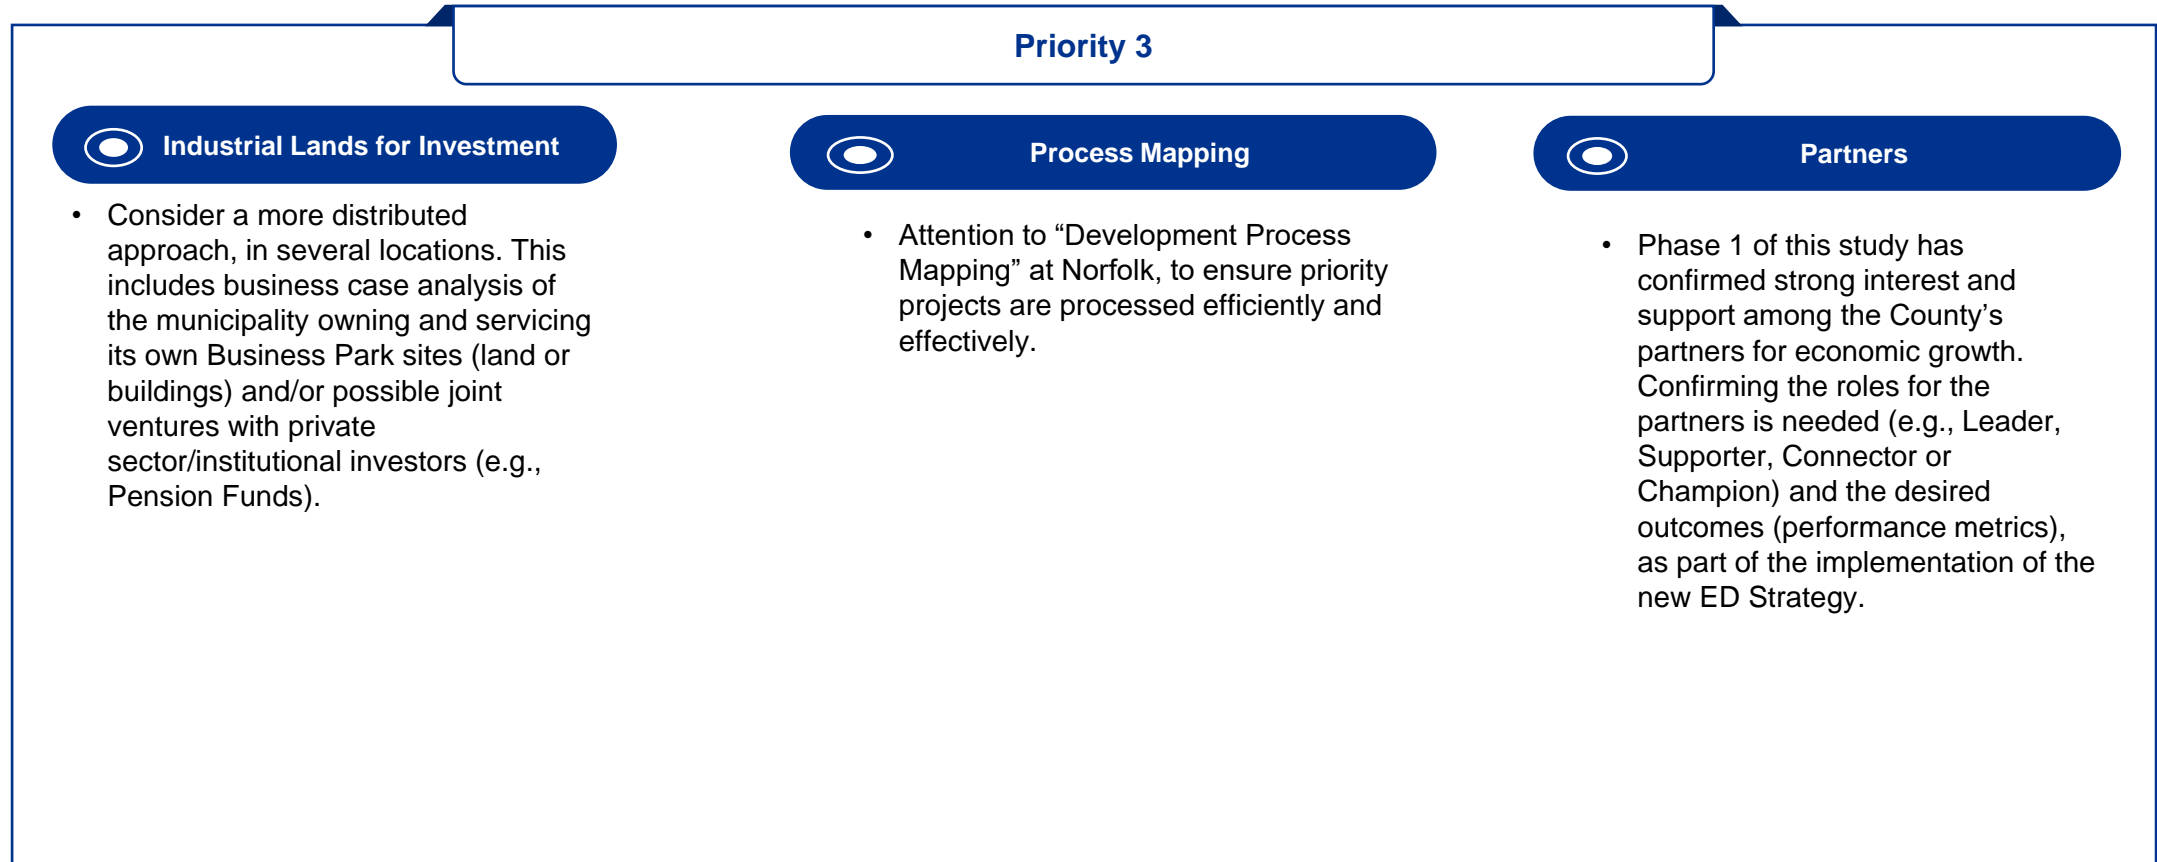 Priority 3
Industrial Lands for Investment
• Consider a more distributed
approach, in several locations. This
includes business case analysis of
the municipality owning and servicing
its own Business Park sites (land or
buildings) and/or possible joint
ventures with private
sector/institutional investors (e.g.,
Pension Funds).
Process Mapping
• Attention to “Development Process
Mapping” at Norfolk, to ensure priority
projects are processed efficiently and
effectively.
Partners
• Phase 1 of this study has
confirmed strong interest and
support among the County’s
partners for economic growth.
Confirming the roles for the
partners is needed (e.g., Leader,
Supporter, Connector or
Champion) and the desired
outcomes (performance metrics),
as part of the implementation of the
new ED Strategy.